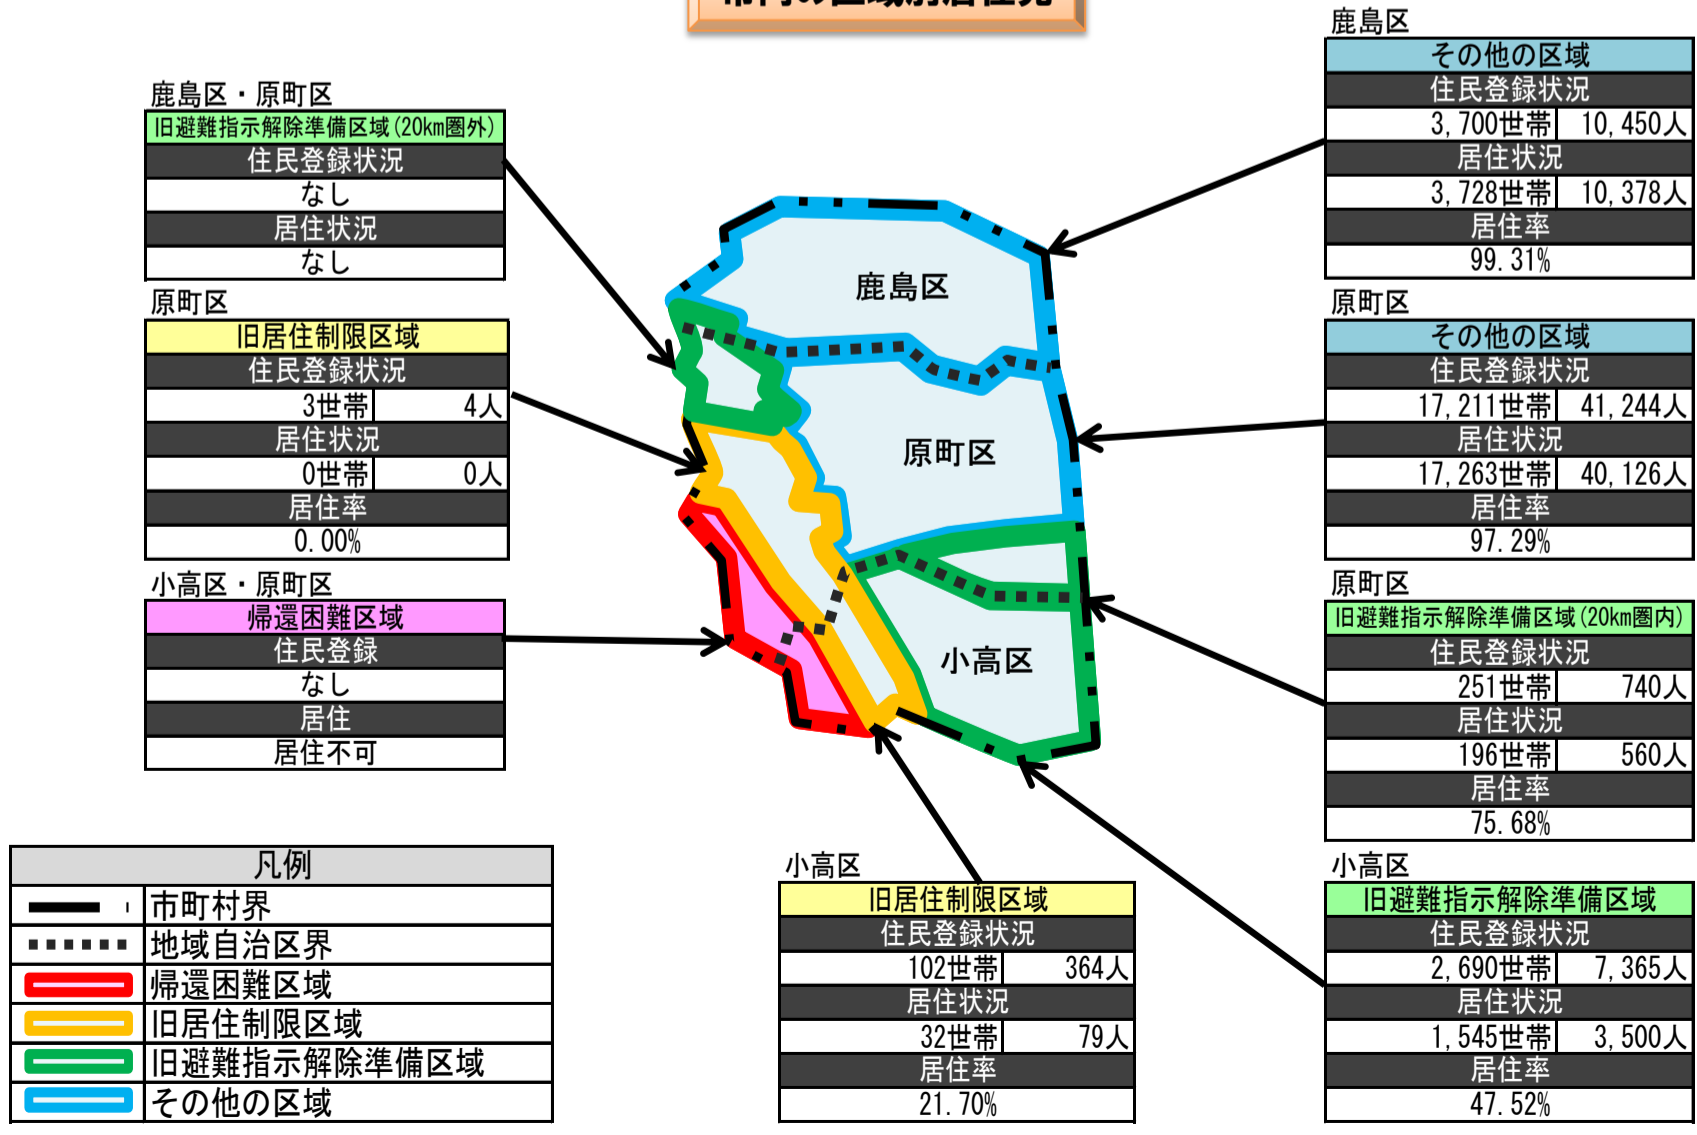 市内の区域別居住
鹿島区・原町区
旧避難指示解除準備区域(20km圏外)
住民登録状況
なし
居住状況
なし
原町区
旧居住制限区域
住民登録状況
3世帯 4人
居住状況
0世帯 0人
居住率
0.00%
小高区・原町区
帰還困難区域
住民登録
なし
居住
居住不可
鹿島区
原町区
小高区
鹿島区
その他の区域
住民登録状況
3,700世帯 10,450人
居住状況
3,728世帯 10,378人
居住率
99.31%
原町区
その他の区域
住民登録状況
17,211世帯 41,244人
居住状況
17,263世帯 40,126人
居住率
97.29%
原町区
旧避難指示解除準備区域(20km圏内)
住民登録状況
251世帯 740人
居住状況
196世帯 560人
居住率
75.68%
小高区
旧避難指示解除準備区域
住民登録状況
2,690世帯 7,365人
居住状況
1,545世帯 3,500人
居住率
47.52%
小高区
旧居住制限区域
住民登録状況
102世帯 364人
居住状況
32世帯 79人
居住率
21.70%
凡例
市町村界
地域自治区界
帰還困難区域
旧居住制限区域
旧避難指示解除準備区域
その他の区域